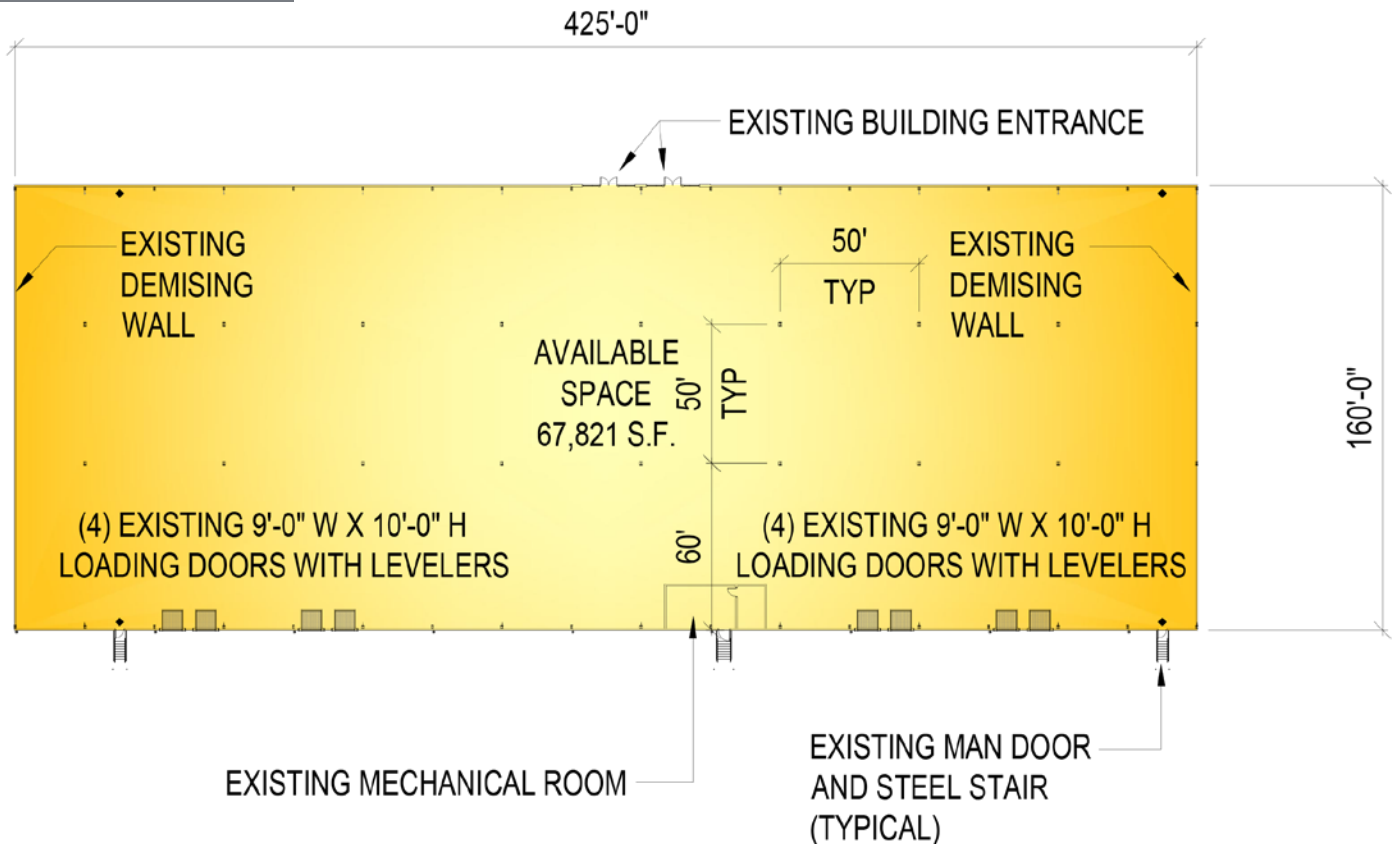 425'-0"
EXISTING BUILDING ENTRANCE
EXISTING
DEMISING
WALL
50'
TYP
EXISTING
DEMISING
WALL
AVAILABLE
SPACE
67,821 S.F.
50'
TYP
160'-0"
(4) EXISTING 9'-0" W X 10'-0" H
LOADING DOORS WITH LEVELERS
60'
(4) EXISTING 9'-0" W X 10'-0" H
LOADING DOORS WITH LEVELERS
EXISTING MECHANICAL ROOM
EXISTING MAN DOOR
AND STEEL STAIR
(TYPICAL)